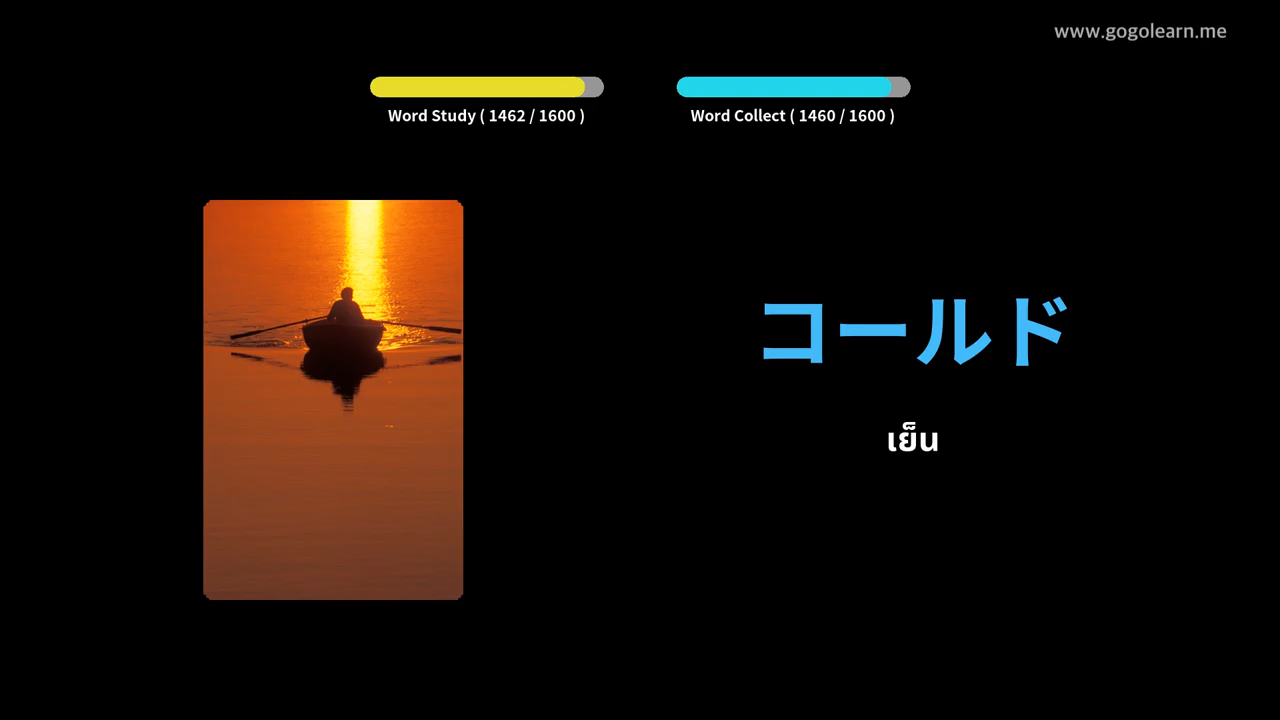 www.gogolearn.me
Word Study ( 1462 / 1600 )
Word Collect ( 1460 / 1600 )
コールド
เย็น